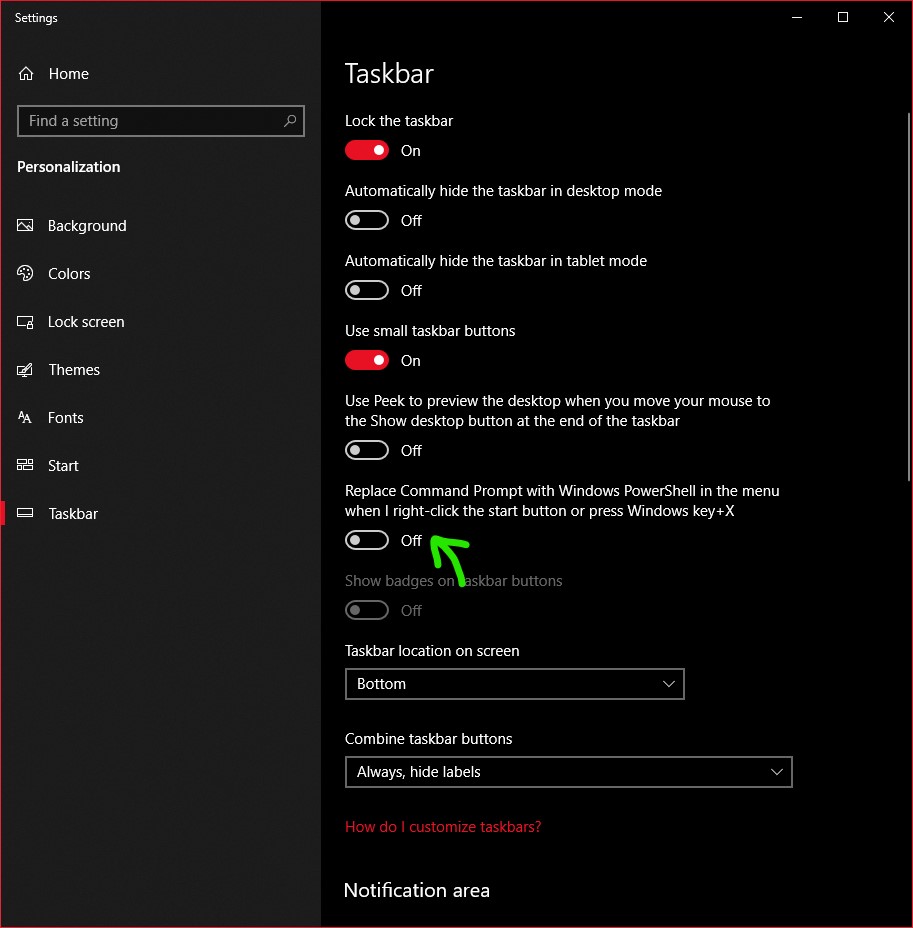 Settings
Home
Find a setting
Personalization
Background
Colors
Lock screen
Themes
Fonts
Start
Taskbar
Taskbar
Lock the taskbar
On
Automatically hide the taskbar in desktop mode
Off
Automatically hide the taskbar in tablet mode
Off
Use small taskbar buttons
On
Use Peek to preview the desktop when you move your mouse to
the Show desktop button at the end of the taskbar
Off
Replace Command Prompt with Windows PowerShell in the menu
when I right-click the start button or press Windows key+X
Off
Show badges on taskbar buttons
Off
Taskbar location on screen
Bottom
Combine taskbar buttons
Always, hide labels
How do I customize taskbars?
Notification area